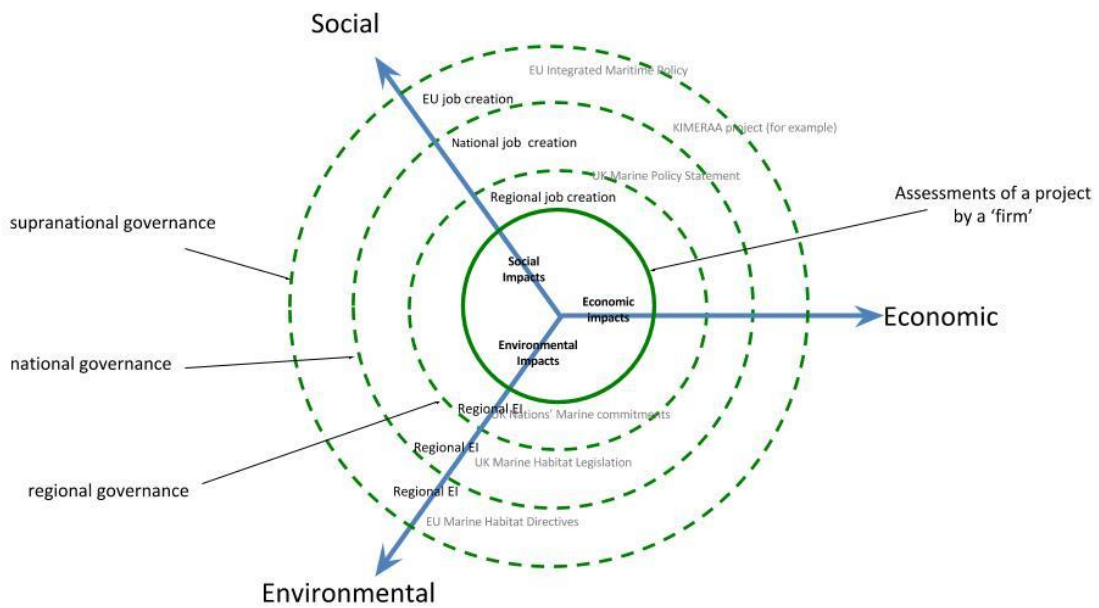 Social
EU Integrated Maritime Policy
EU job creation
KIMERAA project (for example)
National job creation
UK Marine Policy Statement
Regional job creation
Assessments of a project
by a ‘firm’
supranational governance
Social
Impacts
Economic
impacts
Economic
Environmental
Impacts
national governance
Regional EI
UK Nations’ Marine commitments
Regional EI
UK Marine Habitat Legislation
regional governance
Regional EI
EU Marine Habitat Directives
Environmental